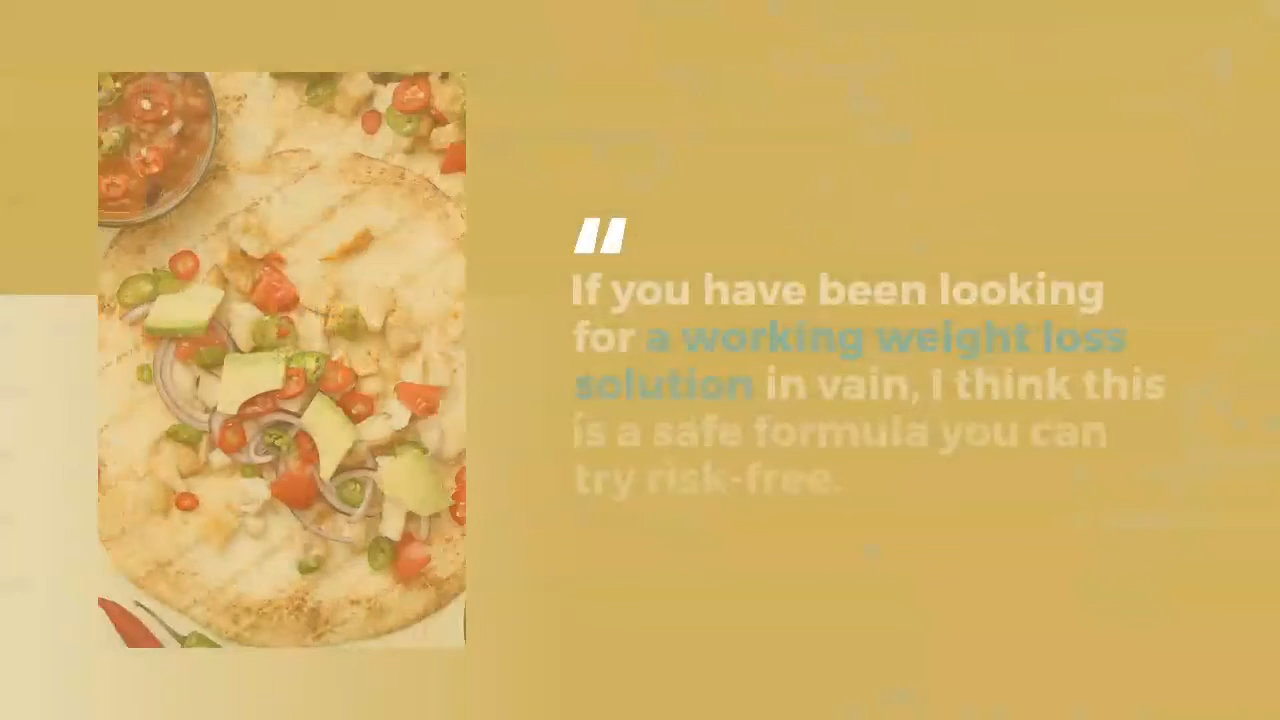 "
If you have been looking
for a working weight loss
solution in vain, I think this
is a safe formula you can
try risk-free.